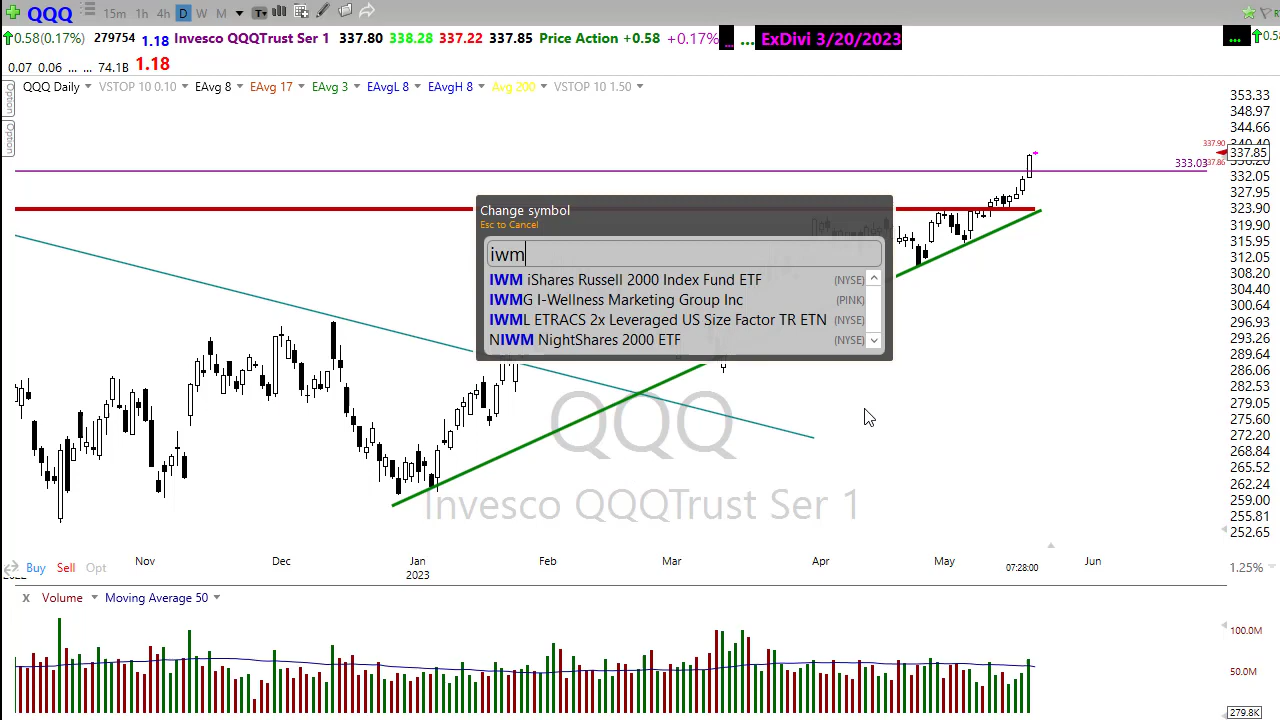 QQQ 15m 1h 4h D W M
0.58(0.17%) 279754 1.18 Invesco QQQTrust Ser 1 337.80 338.28 337.22 337.85 Price Action +0.58 +0.17% ... ... ExDivi 3/20/2023 ...
0.07 0.06 ... ... 74.1B 1.18
QQQ Daily VSTOP 10 0.10 EAvg 8 EAvg 17 EAvg 3 EAvgL 8 EAvgH 8 Avg 200 VSTOP 10 1.50
Option
Option
353.33
348.97
344.66
337.90
337.85
337.86
333.03
332.05
327.95
323.90
319.90
315.95
312.05
308.20
304.40
300.64
296.93
293.26
289.64
286.06
282.53
279.05
275.60
272.20
268.84
265.52
262.24
259.00
255.81
252.65
Change symbol
Esc to Cancel
iwm
IWM iShares Russell 2000 Index Fund ETF (NYSE)
IWMG I-Wellness Marketing Group Inc (PINK)
IWML ETRACS 2x Leveraged US Size Factor TR ETN (NYSE)
NIWM NightShares 2000 ETF (NYSE)
QQQ
Invesco QQQTrust Ser 1
Nov Dec Jan Feb Mar Apr May Jun
2023 07:28:00
Buy Sell Opt 1.25%
X Volume Moving Average 50
100.0M
50.0M
279.8K